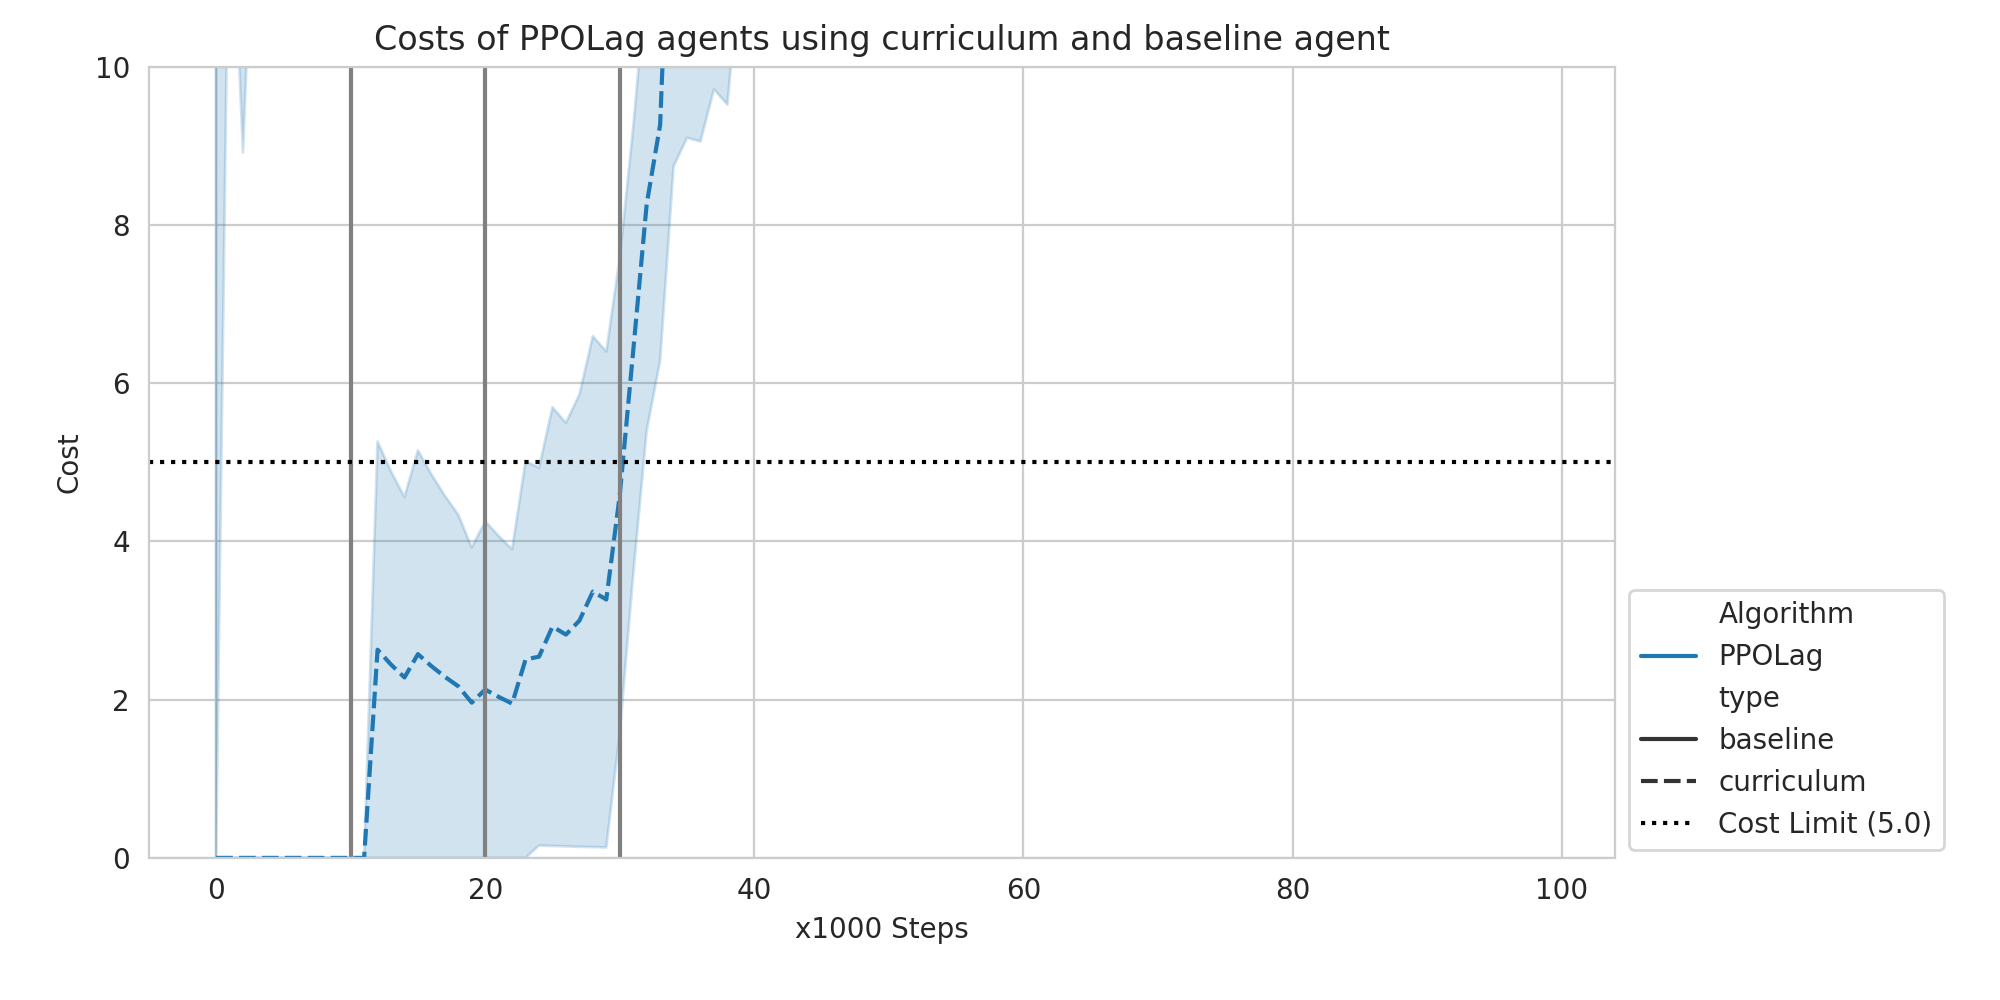 Costs of PPOLag agents using curriculum and baseline agent
10
8
6
4
2
0
Cost
0 20 40 60 80 100
x1000 Steps
Algorithm
PPOLag
type
baseline
curriculum
Cost Limit (5.0)